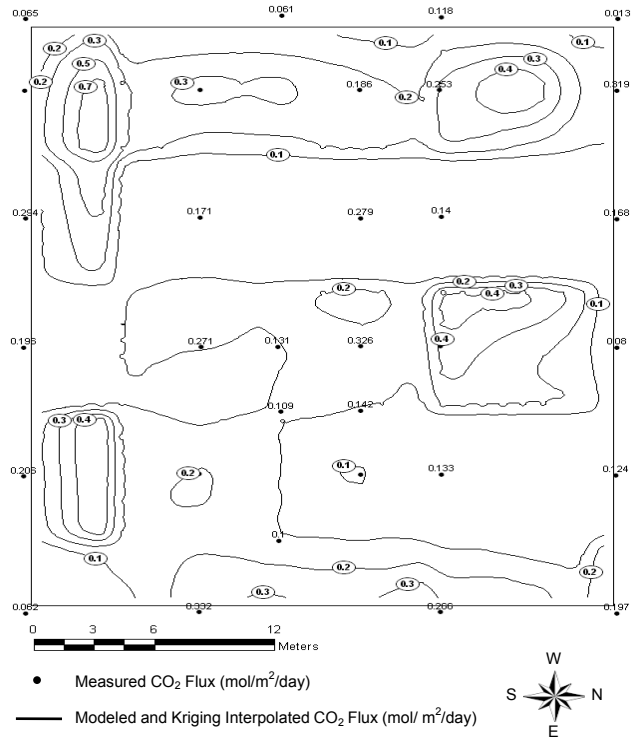 0.065 0.061 0.118 0.013
0.2 0.3 0.1 0.1
0.2 0.5 0.3 0.4 0.3
0.7 0.186 0.2 0.253 0.319
0.1
0.294 0.171 0.279 0.14 0.168
0.2 0.2 0.3 0.4 0.1
0.195 0.271 0.131 0.326 0.4 0.08
0.109 0.142
0.3 0.4
0.205 0.2 0.1 0.133 0.124
0.1
0.1 0.2 0.2
0.3 0.3
0.062 0.332 0.266 0.197
0 3 6 12
Meters
Measured CO2 Flux (mol/m2/day)
Modeled and Kriging Interpolated CO2 Flux (mol/ m2/day)
W
S N
E